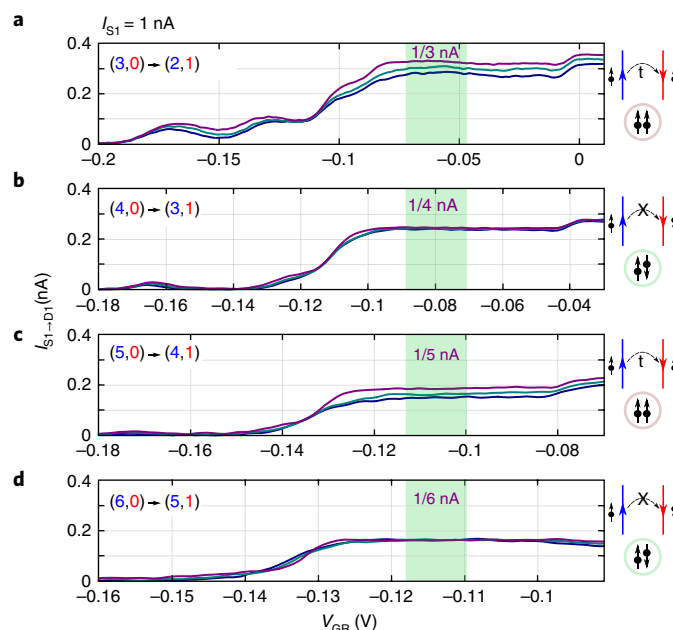 a
I_S1 = 1 nA
0.4
0.2
0
(3,0) → (2,1)
1/3 nA
t
−0.2
−0.15
−0.1
−0.05
0
b
0.4
0.2
0
(4,0) → (3,1)
1/4 nA
X
−0.18
−0.16
−0.14
−0.12
−0.1
−0.08
−0.06
−0.04
I_S1→D1(nA)
c
0.4
0.2
0
(5,0) → (4,1)
1/5 nA
t
−0.18
−0.16
−0.14
−0.12
−0.1
−0.08
d
0.4
0.2
0
(6,0) → (5,1)
1/6 nA
X
−0.16
−0.15
−0.14
−0.13
−0.12
−0.11
−0.1
V_GR (V)